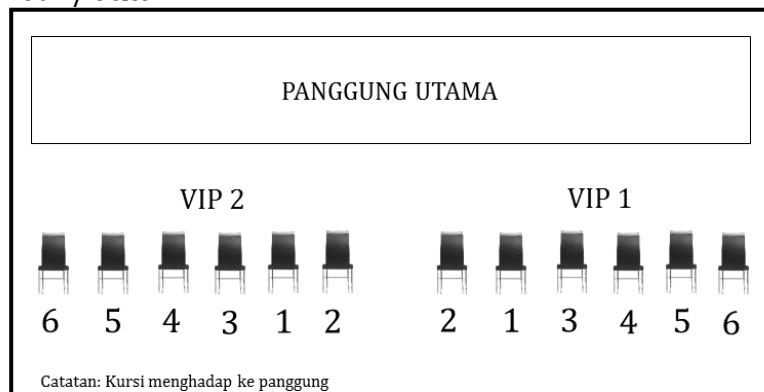 PANGGUNG UTAMA
VIP 2
VIP 1
6 5 4 3 1 2
2 1 3 4 5 6
Catatan: Kursi menghadap ke panggung